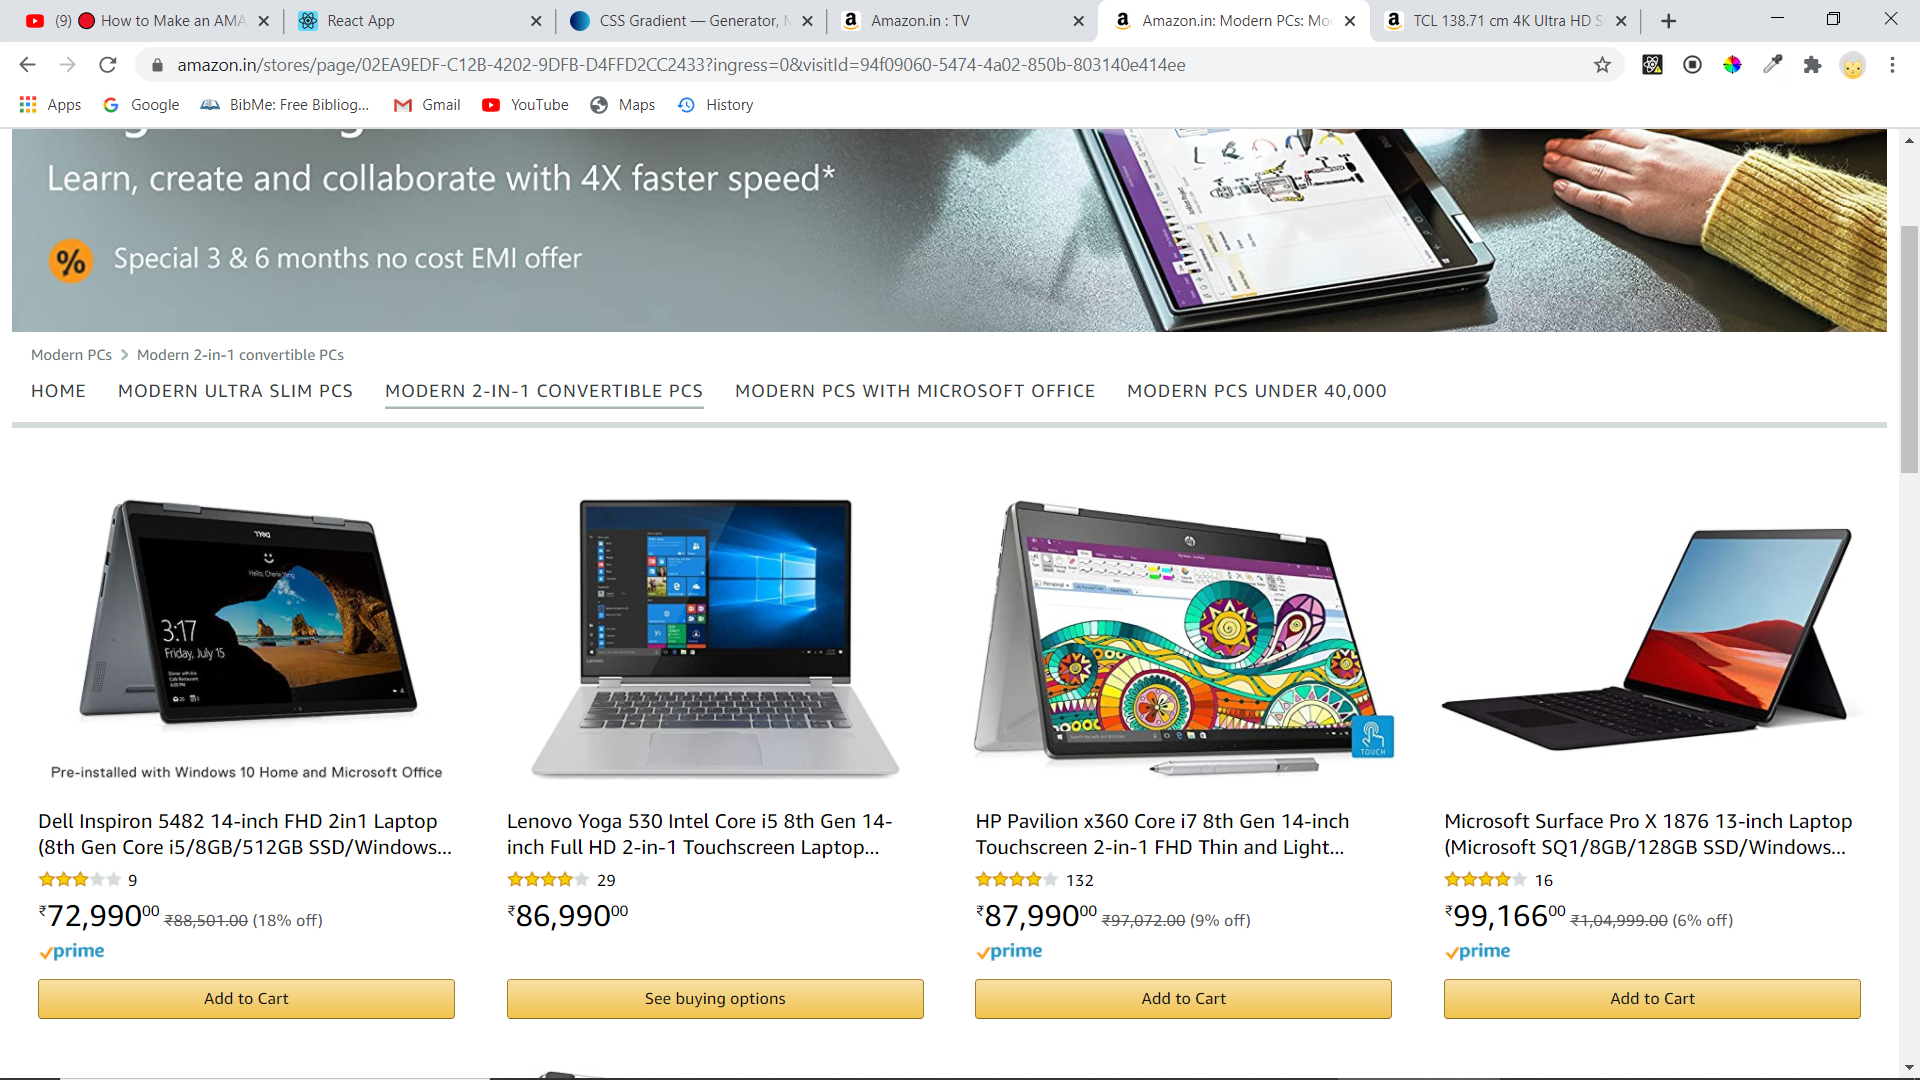 (9) 🔴 How to Make an AMA
React App
CSS Gradient — Generator, M
Amazon.in : TV
Amazon.in: Modern PCs: Mo
TCL 138.71 cm 4K Ultra HD S
amazon.in/stores/page/02EA9EDF-C12B-4202-9DFB-D4FFD2CC2433?ingress=0&visitId=94f09060-5474-4a02-850b-803140e414ee
Apps
Google
BibMe: Free Bibliog...
Gmail
YouTube
Maps
History
Learn, create and collaborate with 4X faster speed*
% Special 3 & 6 months no cost EMI offer
Modern PCs > Modern 2-in-1 convertible PCs
HOME
MODERN ULTRA SLIM PCS
MODERN 2-IN-1 CONVERTIBLE PCS
MODERN PCS WITH MICROSOFT OFFICE
MODERN PCS UNDER 40,000
DELL
Hello, Cherie Yang
3:17
Friday, July 15
Lenovo
hp
TOUCH
Pre-installed with Windows 10 Home and Microsoft Office
Dell Inspiron 5482 14-inch FHD 2in1 Laptop
(8th Gen Core i5/8GB/512GB SSD/Windows...
9
₹72,99000 ₹88,501.00 (18% off)
prime
Add to Cart
Lenovo Yoga 530 Intel Core i5 8th Gen 14-
inch Full HD 2-in-1 Touchscreen Laptop...
29
₹86,99000
See buying options
HP Pavilion x360 Core i7 8th Gen 14-inch
Touchscreen 2-in-1 FHD Thin and Light...
132
₹87,99000 ₹97,072.00 (9% off)
prime
Add to Cart
Microsoft Surface Pro X 1876 13-inch Laptop
(Microsoft SQ1/8GB/128GB SSD/Windows...
16
₹99,16600 ₹1,04,999.00 (6% off)
prime
Add to Cart